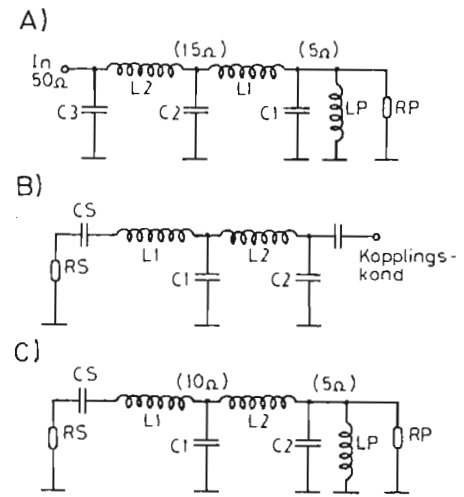 A)
In
50Ω
(15Ω)
(5Ω)
L2
L1
C3
C2
C1
LP
RP
B)
CS
L1
L2
RS
C1
C2
Kopplings-
kond
C)
CS
(10Ω)
(5Ω)
L1
L2
RS
C1
C2
LP
RP